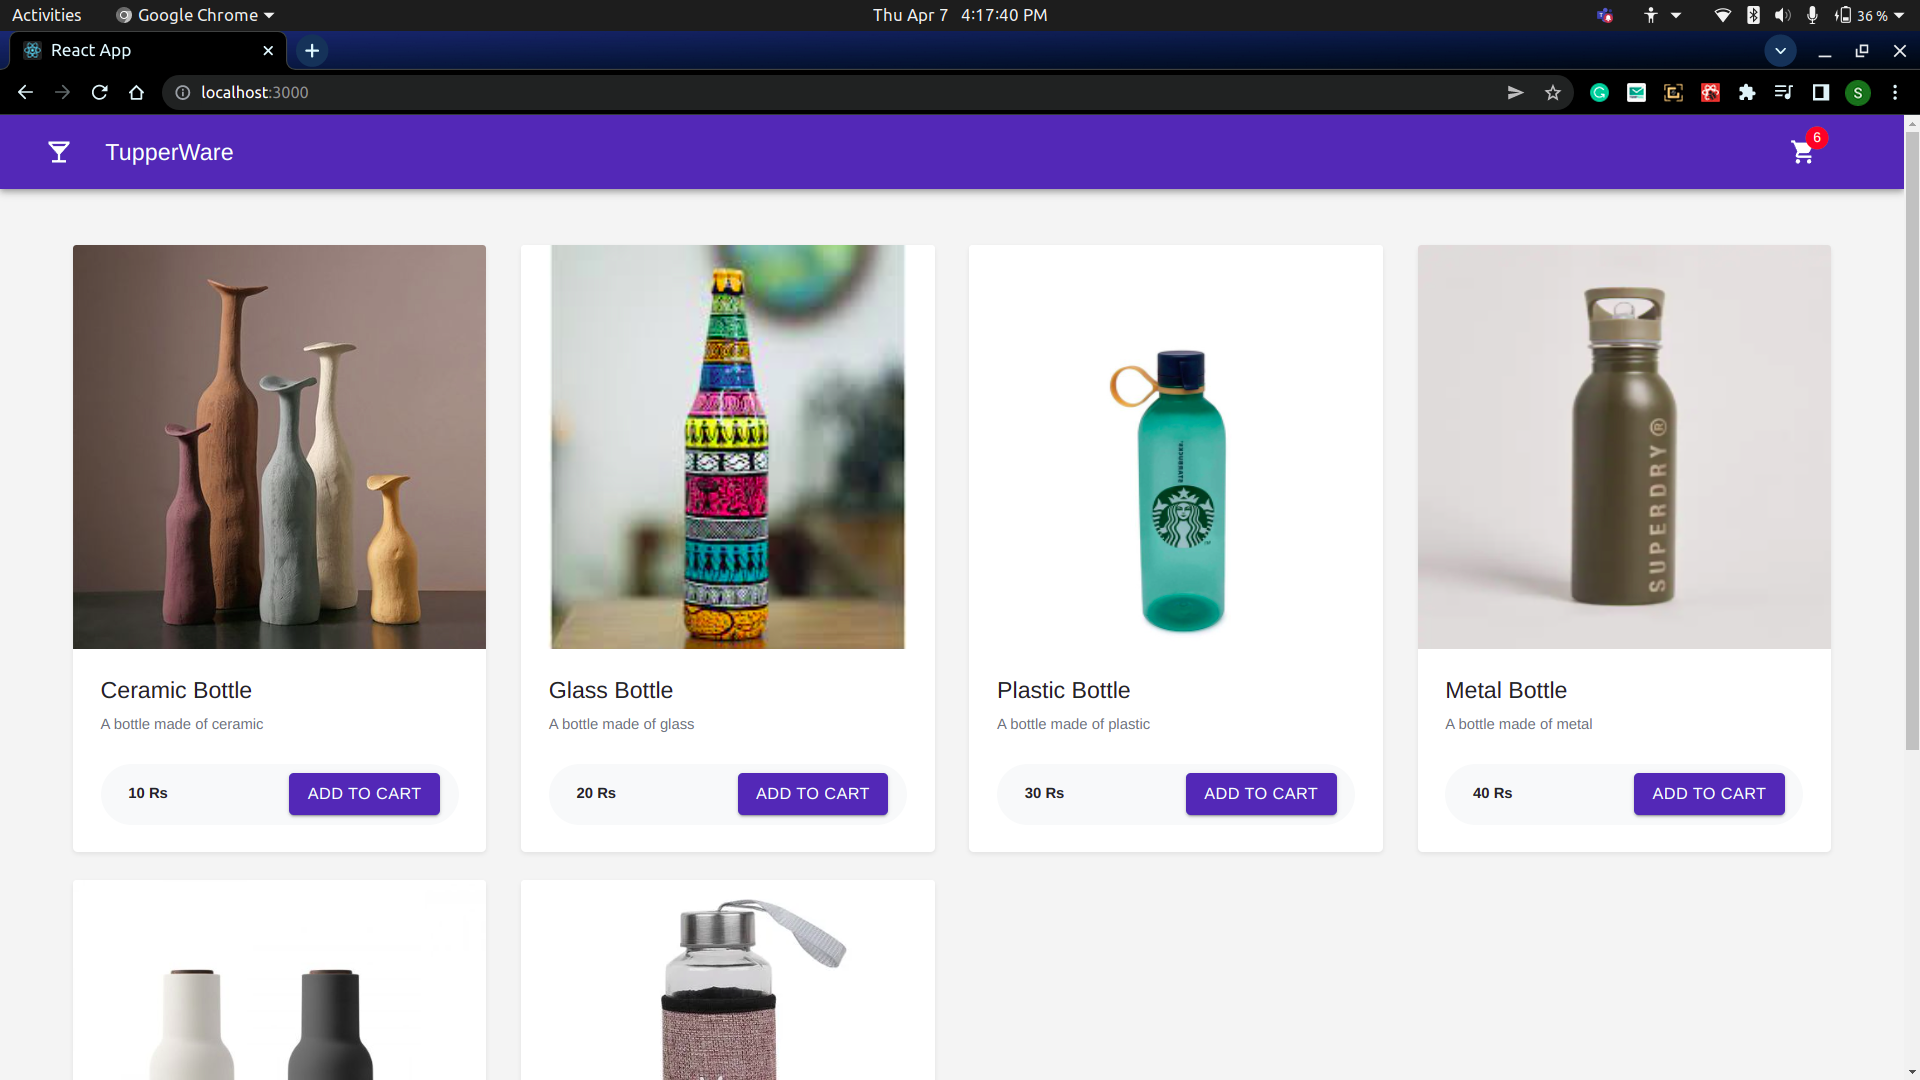 Activities Google Chrome Thu Apr 7 4:17:40 PM 36 %
React App
localhost:3000 S
TupperWare 6
STARBUCKS
SUPERDRY®
Ceramic Bottle
A bottle made of ceramic
10 Rs ADD TO CART
Glass Bottle
A bottle made of glass
20 Rs ADD TO CART
Plastic Bottle
A bottle made of plastic
30 Rs ADD TO CART
Metal Bottle
A bottle made of metal
40 Rs ADD TO CART